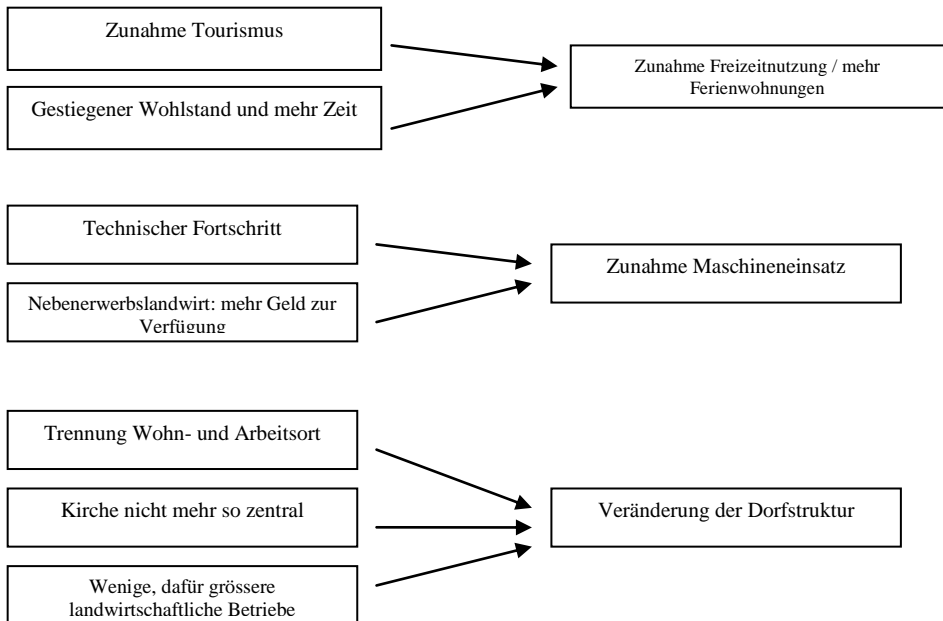 Zunahme Tourismus
Gestiegener Wohlstand und mehr Zeit
Zunahme Freizeitnutzung / mehr
Ferienwohnungen
Technischer Fortschritt
Nebenerwerbslandwirt: mehr Geld zur
Verfügung
Zunahme Maschineneinsatz
Trennung Wohn- und Arbeitsort
Kirche nicht mehr so zentral
Wenige, dafür grössere
landwirtschaftliche Betriebe
Veränderung der Dorfstruktur